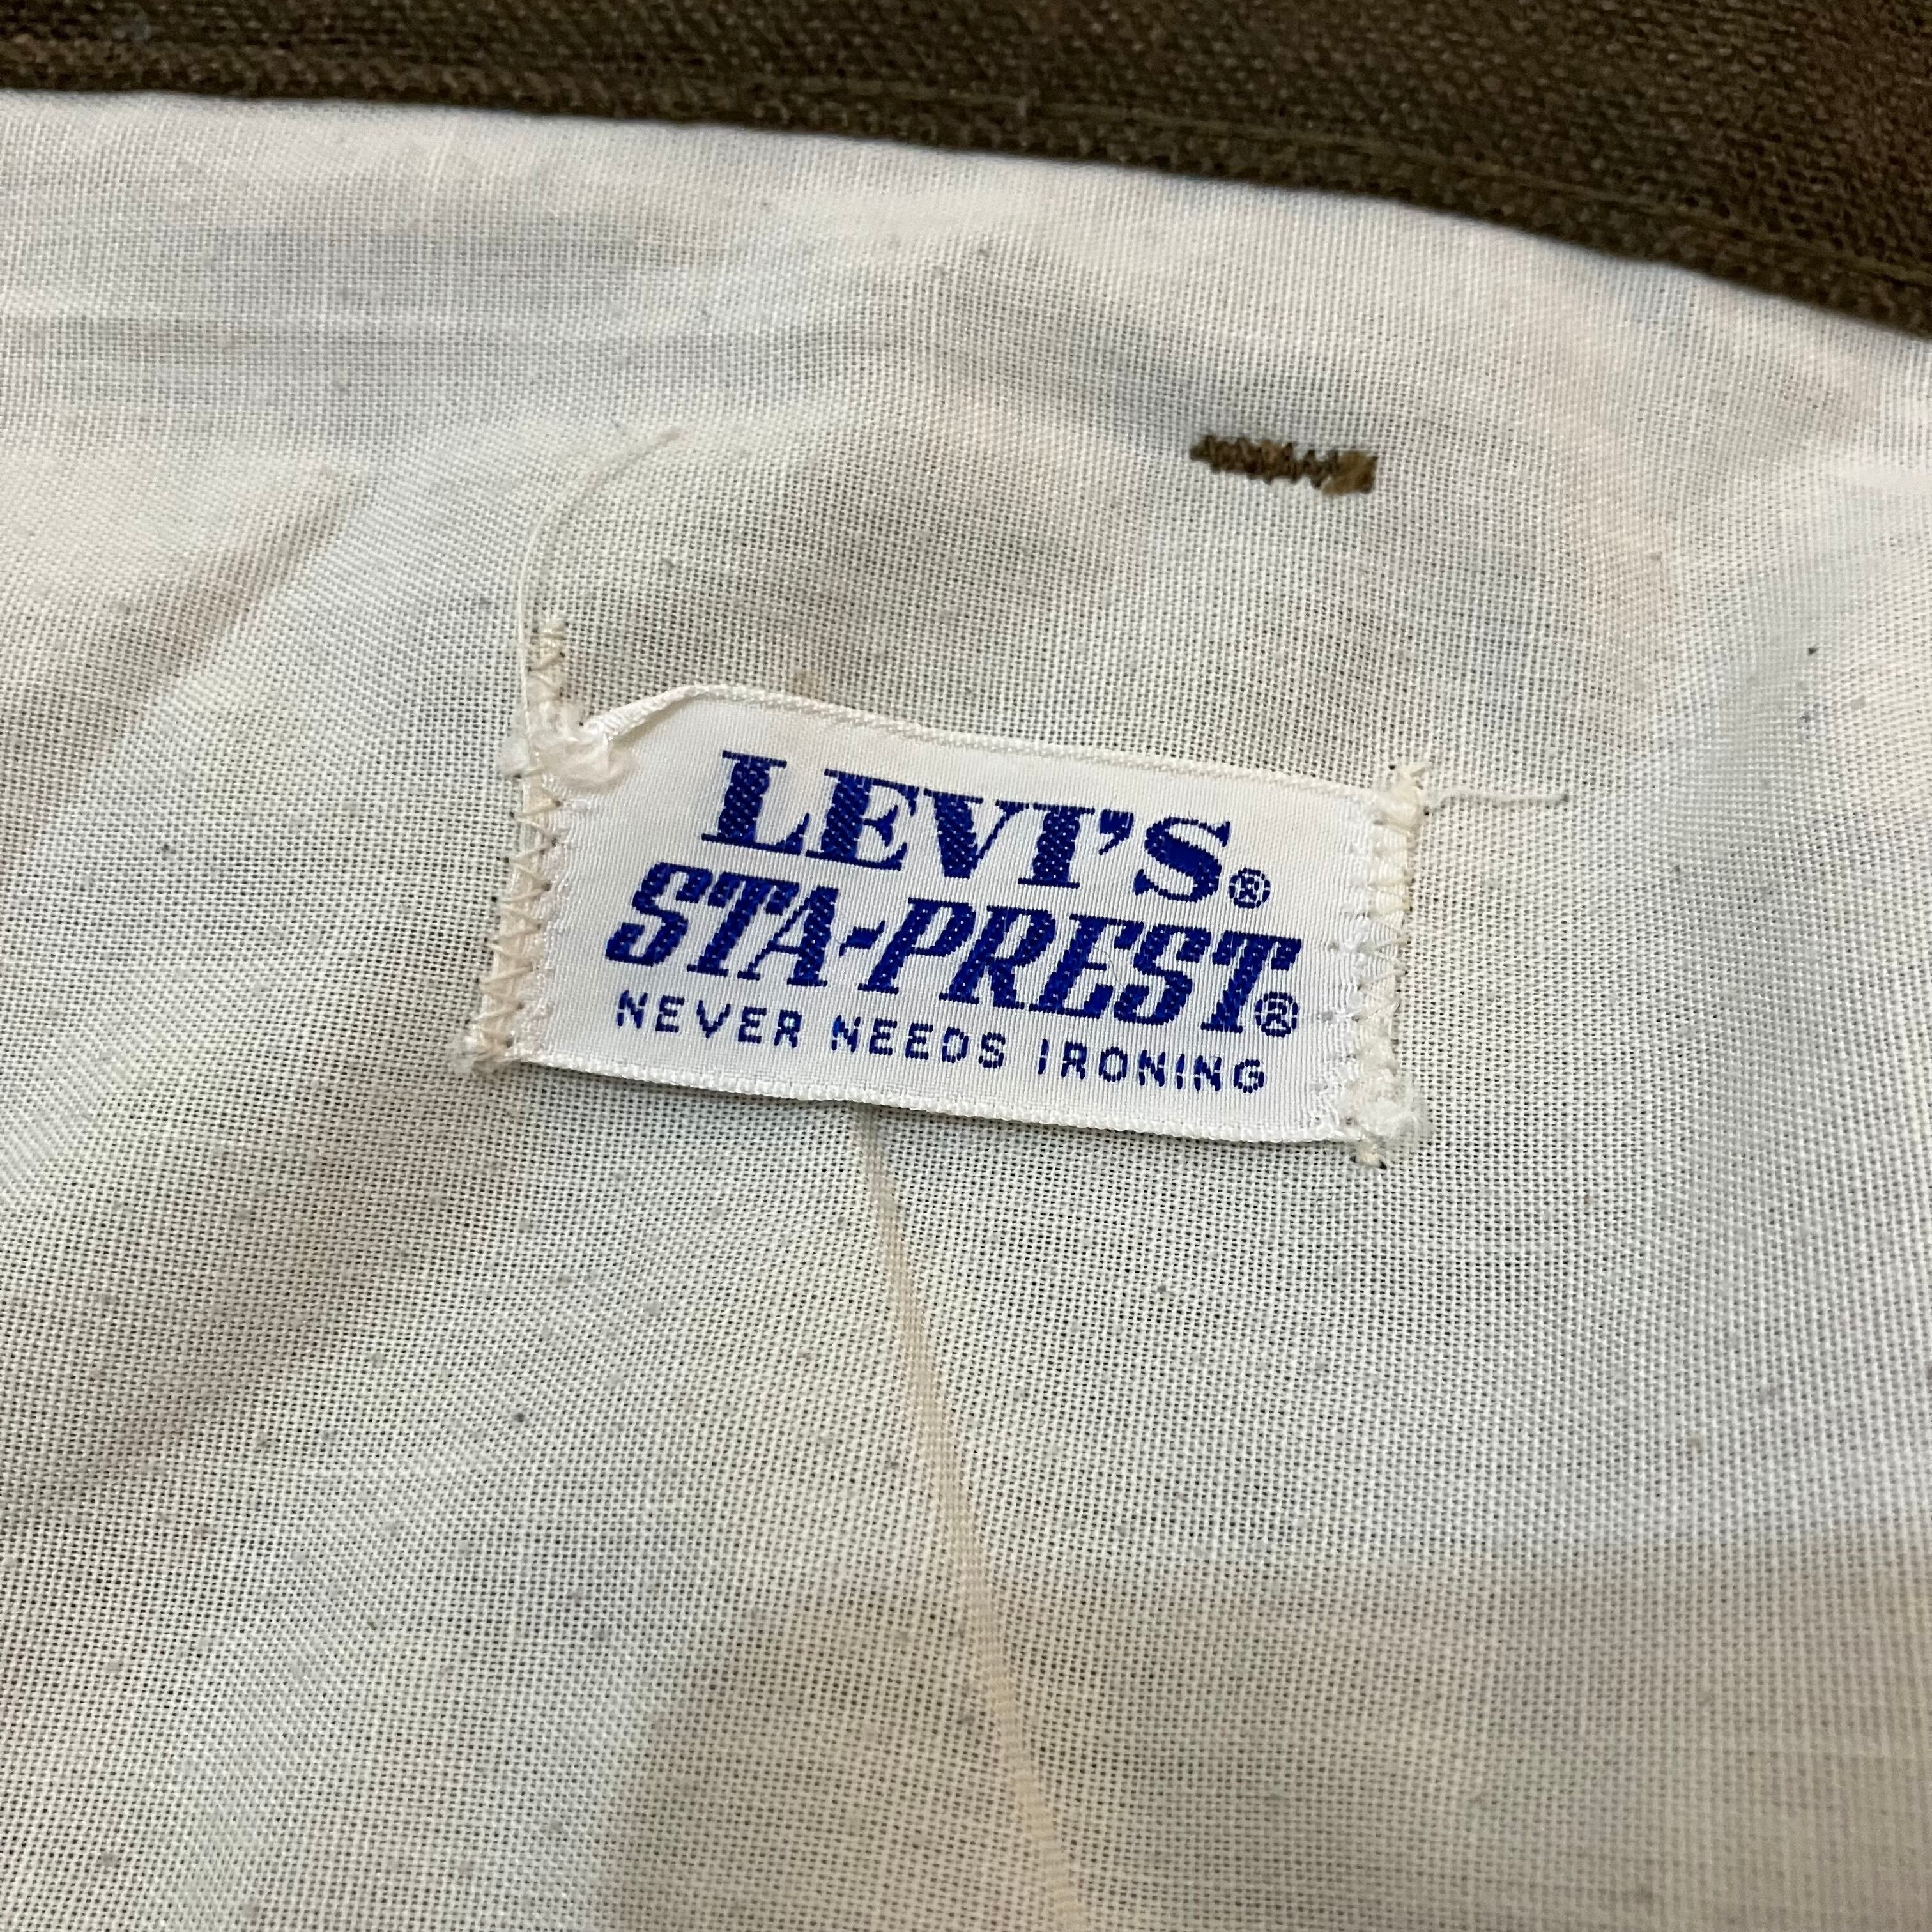 LEVI'S®
STA-PREST®
NEVER NEEDS IRONING